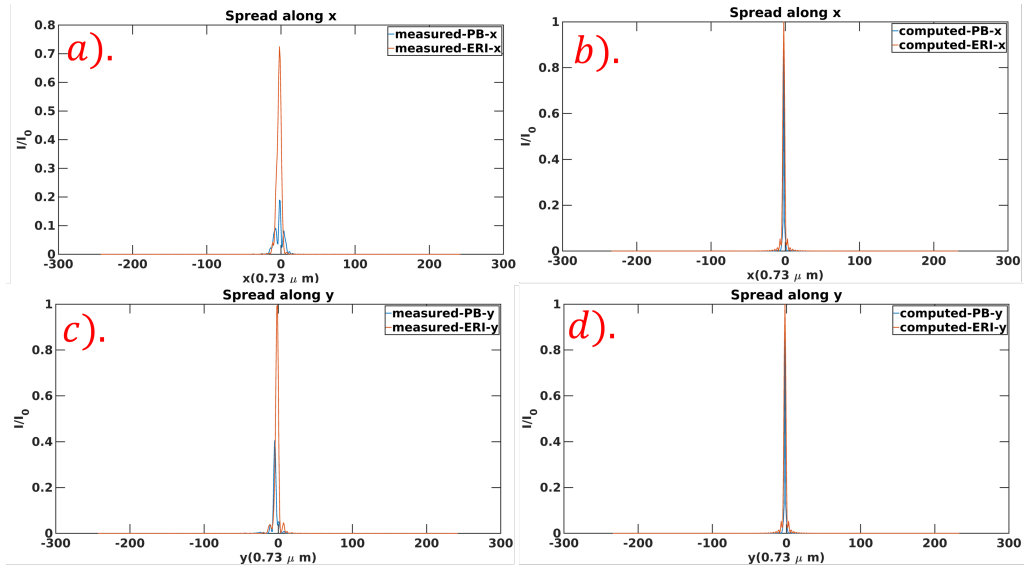 Spread along x
a).
measured-PB-x
measured-ERI-x
0.8
0.7
0.6
0.5
0.4
0.3
0.2
0.1
0
I/I0
-300 -200 -100 0 100 200 300
x(0.73 μ m)
Spread along x
b).
computed-PB-x
computed-ERI-x
1
0.8
0.6
0.4
0.2
0
I/I0
-300 -200 -100 0 100 200 300
x(0.73 μ m)
Spread along y
c).
measured-PB-y
measured-ERI-y
1
0.8
0.6
0.4
0.2
0
I/I0
-300 -200 -100 0 100 200 300
y(0.73 μ m)
Spread along y
d).
computed-PB-y
computed-ERI-y
1
0.8
0.6
0.4
0.2
0
I/I0
-300 -200 -100 0 100 200 300
y(0.73 μ m)